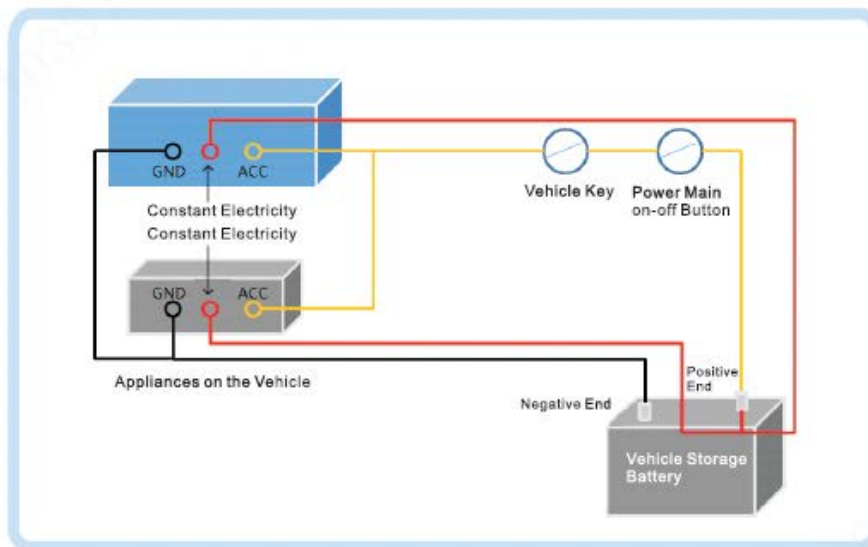 GND
ACC
Vehicle Key
Power Main
on-off Button
Constant Electricity
Constant Electricity
GND
ACC
Appliances on the Vehicle
Negative End
Positive
End
Vehicle Storage
Battery